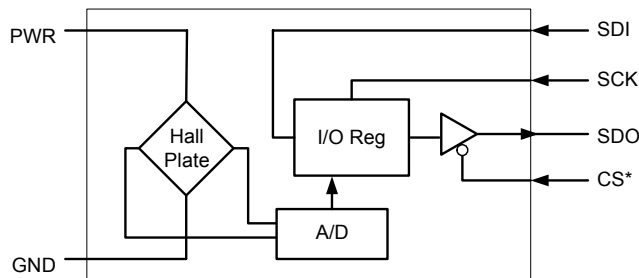 PWR
SDI
SCK
Hall
Plate
I/O Reg
SDO
CS*
A/D
GND